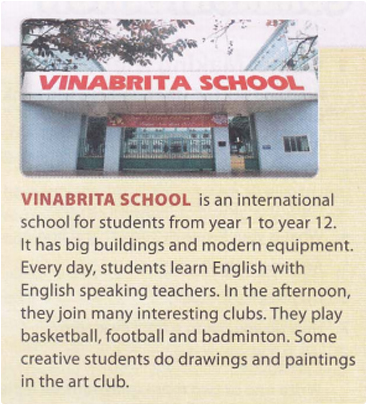 VINABRITA SCHOOL
VINABRITA SCHOOL is an international
school for students from year 1 to year 12.
It has big buildings and modern equipment.
Every day, students learn English with
English speaking teachers. In the afternoon,
they join many interesting clubs. They play
basketball, football and badminton. Some
creative students do drawings and paintings
in the art club.